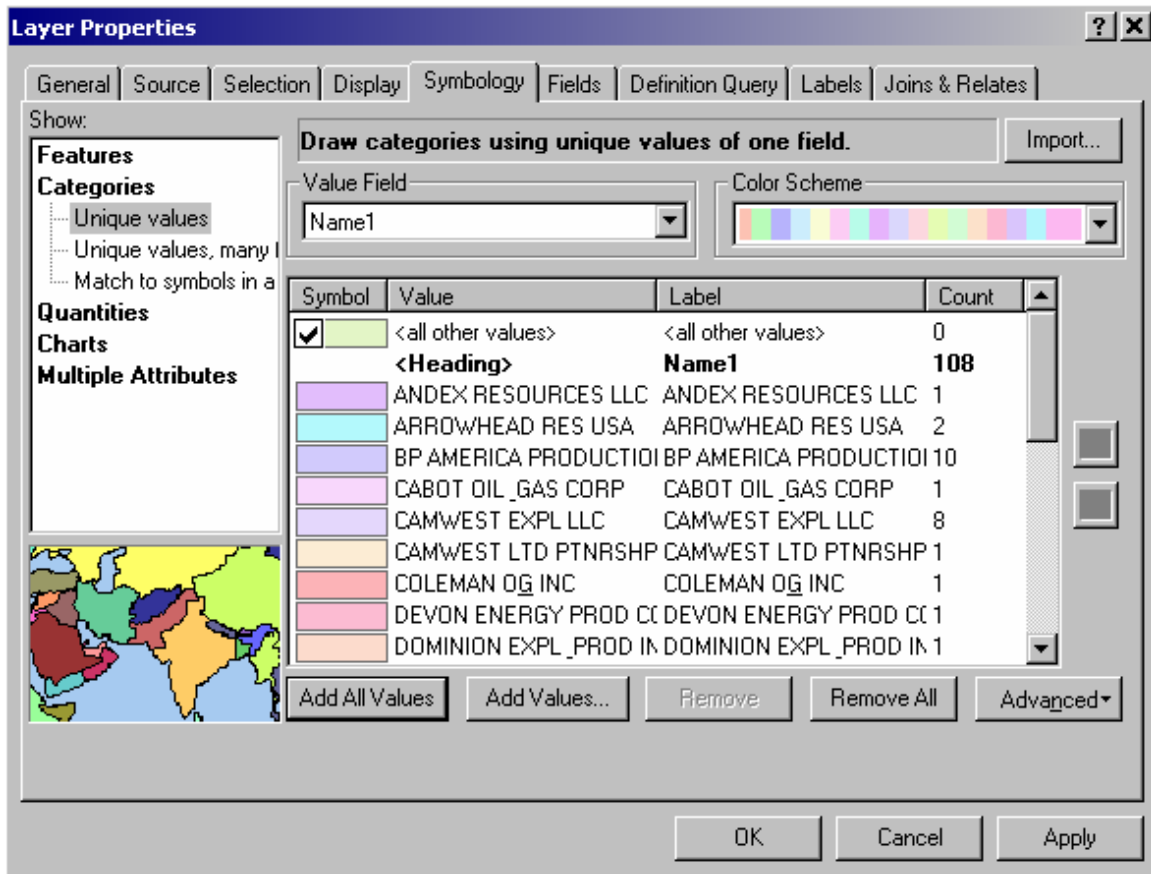 Layer Properties
General Source Selection Display Symbology Fields Definition Query Labels Joins & Relates
Show:
Features
Categories
Unique values
Unique values, many
Match to symbols in a
Quantities
Charts
Multiple Attributes
Draw categories using unique values of one field. Import...
Value Field Color Scheme
Name1
Symbol Value Label Count
<all other values> <all other values> 0
<Heading> Name1 108
ANDEX RESOURCES LLC ANDEX RESOURCES LLC 1
ARROWHEAD RES USA ARROWHEAD RES USA 2
BP AMERICA PRODUCTIO BP AMERICA PRODUCTIO 10
CABOT OIL _GAS CORP CABOT OIL _GAS CORP 1
CAMWEST EXPL LLC CAMWEST EXPL LLC 8
CAMWEST LTD PTNRSHP CAMWEST LTD PTNRSHP 1
COLEMAN OG INC COLEMAN OG INC 1
DEVON ENERGY PROD CO DEVON ENERGY PROD CO 1
DOMINION EXPL _PROD IN DOMINION EXPL _PROD IN 1
Add All Values Add Values... Remove Remove All Advanced
OK Cancel Apply